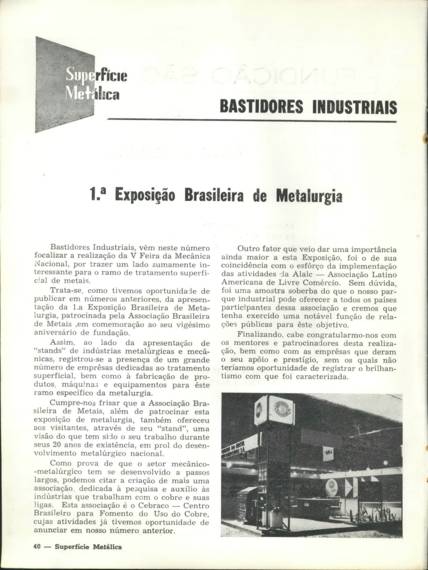 Superfície
Metálica
BASTIDORES INDUSTRIAIS
1.ª Exposição Brasileira de Metalurgia
Bastidores Industriais, vêm neste número
focalizar a realização da V Feira da Mecânica
Nacional, por trazer um lado sumamente in-
teressante para o ramo de tratamento superfi-
cial de metais.
Trata-se, como tivemos oportunidade de
publicar em números anteriores, da apresen-
tação da 1.a Exposição Brasileira de Meta-
lurgia, patrocinada pela Associação Brasileira
de Metais ,em comemoração ao seu vigésimo
aniversário de fundação.
Assim, ao lado da apresentação de
"stands" de indústrias metalúrgicas e mecâ-
nicas, registrou-se a presença de um grande
número de emprêsas dedicadas ao tratamento
superficial, bem como à fabricação de pro-
dutos, máquinas e equipamentos para êste
ramo específico da metalurgia.
Cumpre-nos frisar que a Associação Bra-
sileira de Metais, além de patrocinar esta
exposição de metalurgia, também ofereceu
aos visitantes, através de seu "stand", uma
visão do que tem sido o seu trabalho durante
seus 20 anos de existência, em prol do desen-
volvimento metalúrgico nacional.
Como prova de que o setor mecânico-
-metalúrgico tem se desenvolvido a passos
largos, podemos citar a criação de mais uma
associação, dedicada à pesquisa e auxílio às
indústrias que trabalham com o cobre e suas
ligas. Esta associação é o Cebraco — Centro
Brasileiro para Fomento do Uso do Cobre,
cujas atividades já tivemos oportunidade de
anunciar em nosso número anterior.
Outro fator que veio dar uma importância
ainda maior a esta Exposição, foi o de sua
coincidência com o esfôrço da implementação
das atividades da Alalc — Associação Latino
Americana de Livre Comércio. Sem dúvida,
foi uma amostra soberba do que o nosso par-
que industrial pode oferecer a todos os países
participantes dessa associação e cremos que
tenha exercido uma notável função de rela-
ções públicas para êste objetivo.
Finalizando, cabe congratularmo-nos com
os mentores e patrocinadores desta realiza-
ção, bem como com as emprêsas que deram
o seu apôio e prestígio, sem os quais não
teríamos oportunidade de registrar o brilhan-
tismo com que foi caracterizada.
40 — Superfície Metálica